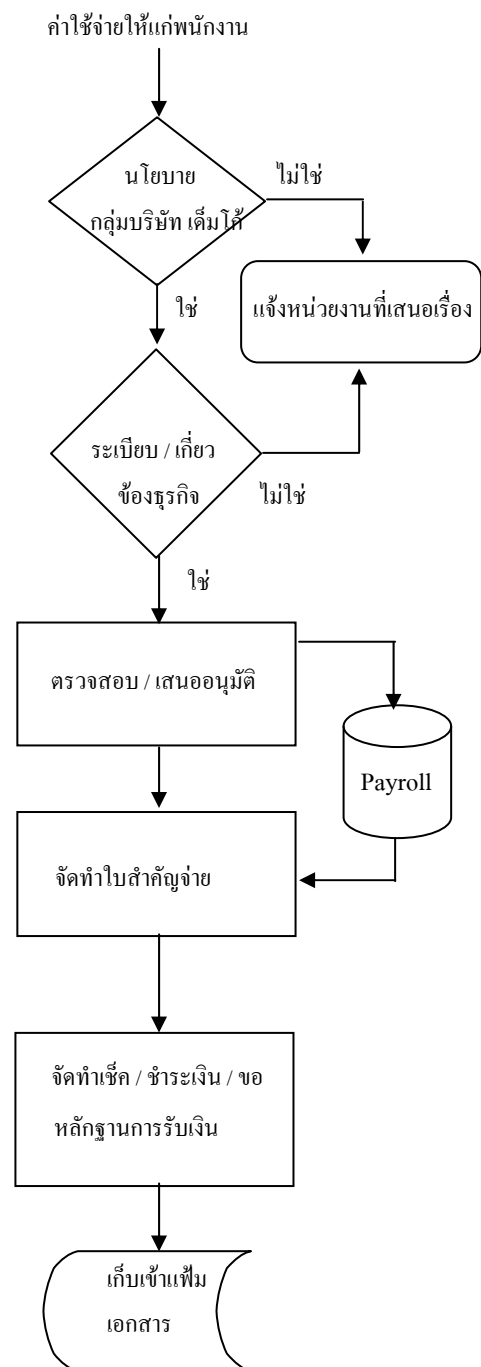 ค่าใช้จ่ายให้แก่พนักงาน
นโยบาย
กลุ่มบริษัท เด็มโก้
ไม่ใช่
แจ้งหน่วยงานที่เสนอเรื่อง
ใช่
ระเบียบ / เกี่ยว
ข้องธุรกิจ
ไม่ใช่
ใช่
ตรวจสอบ / เสนออนุมัติ
Payroll
จัดทำใบสำคัญจ่าย
จัดทำเช็ค / ชำระเงิน / ขอ
หลักฐานการรับเงิน
เก็บเข้าแฟ้ม
เอกสาร